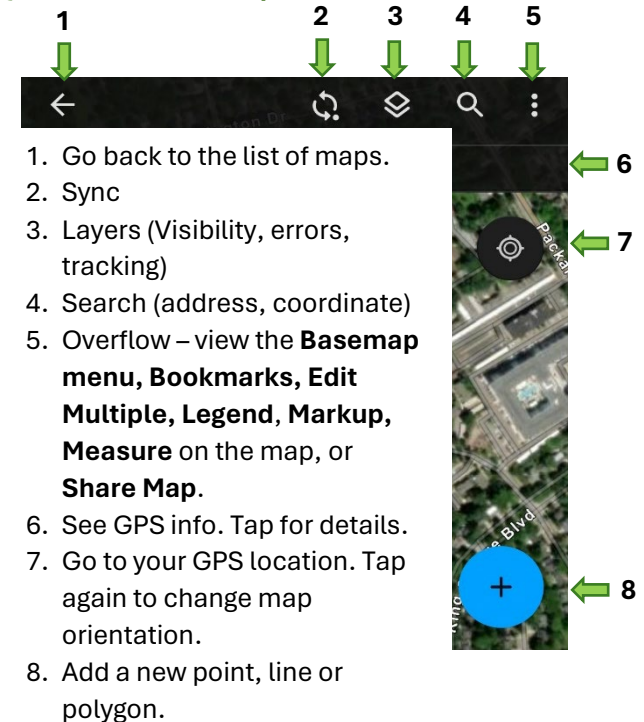 1 2 3 4 5
1. Go back to the list of maps.
2. Sync
3. Layers (Visibility, errors,
tracking)
4. Search (address, coordinate)
5. Overflow – view the Basemap
menu, Bookmarks, Edit
Multiple, Legend, Markup,
Measure on the map, or
Share Map.
6. See GPS info. Tap for details.
7. Go to your GPS location. Tap
again to change map
orientation.
8. Add a new point, line or
polygon.
6
7
8
Blvd